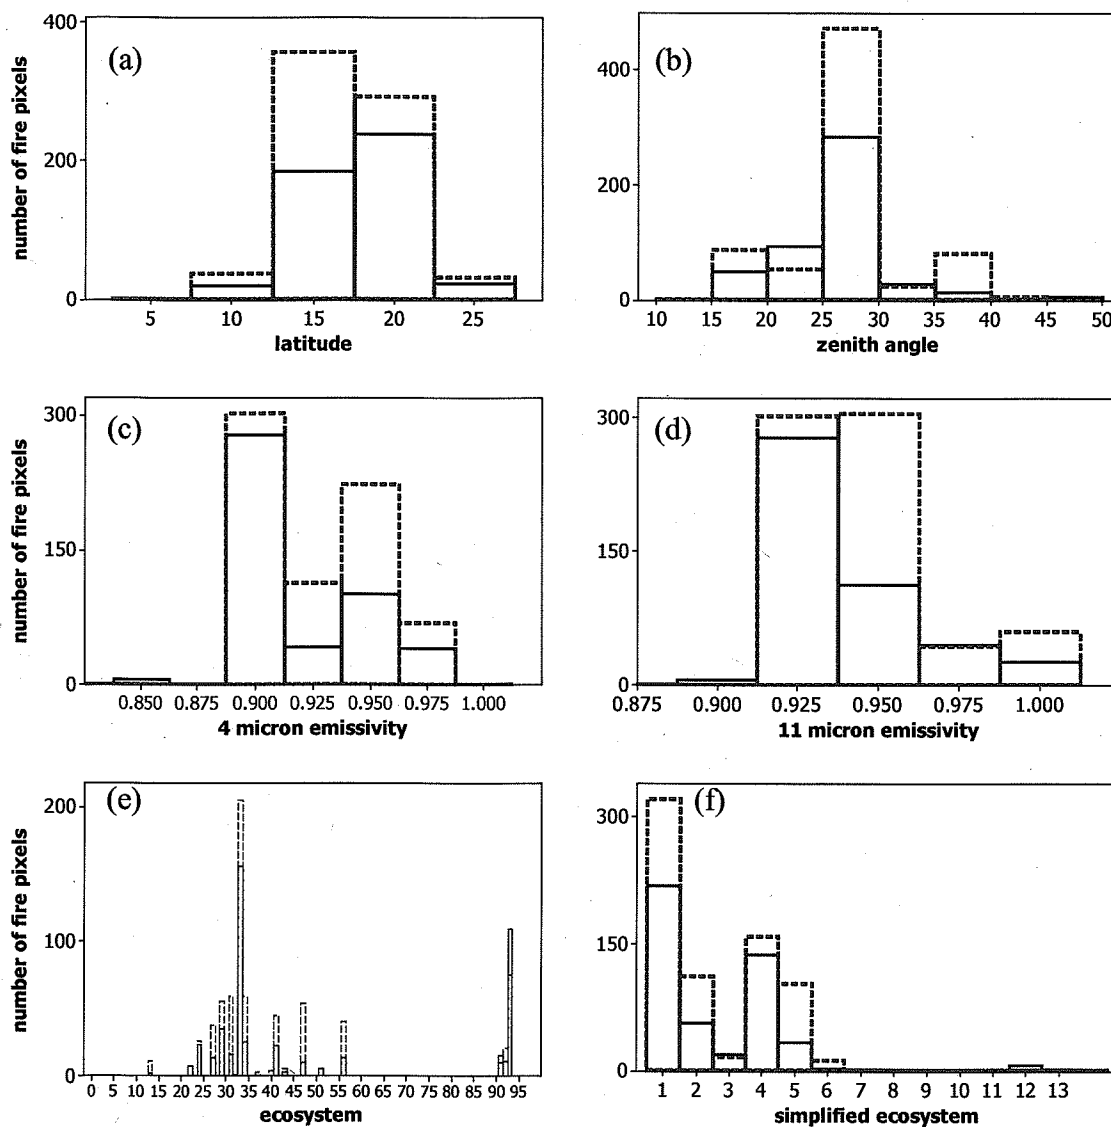 (a)
number of fire pixels
400
200
0
5 10 15 20 25
latitude
(b)
400
200
0
10 15 20 25 30 35 40 45 50
zenith angle
(c)
number of fire pixels
300
150
0
0.850 0.875 0.900 0.925 0.950 0.975 1.000
4 micron emissivity
(d)
300
150
0
0.875 0.900 0.925 0.950 0.975 1.000
11 micron emissivity
(e)
number of fire pixels
200
100
0
0 5 10 15 20 25 30 35 40 45 50 55 60 65 70 75 80 85 90 95
ecosystem
(f)
300
150
0
1 2 3 4 5 6 7 8 9 10 11 12 13
simplified ecosystem